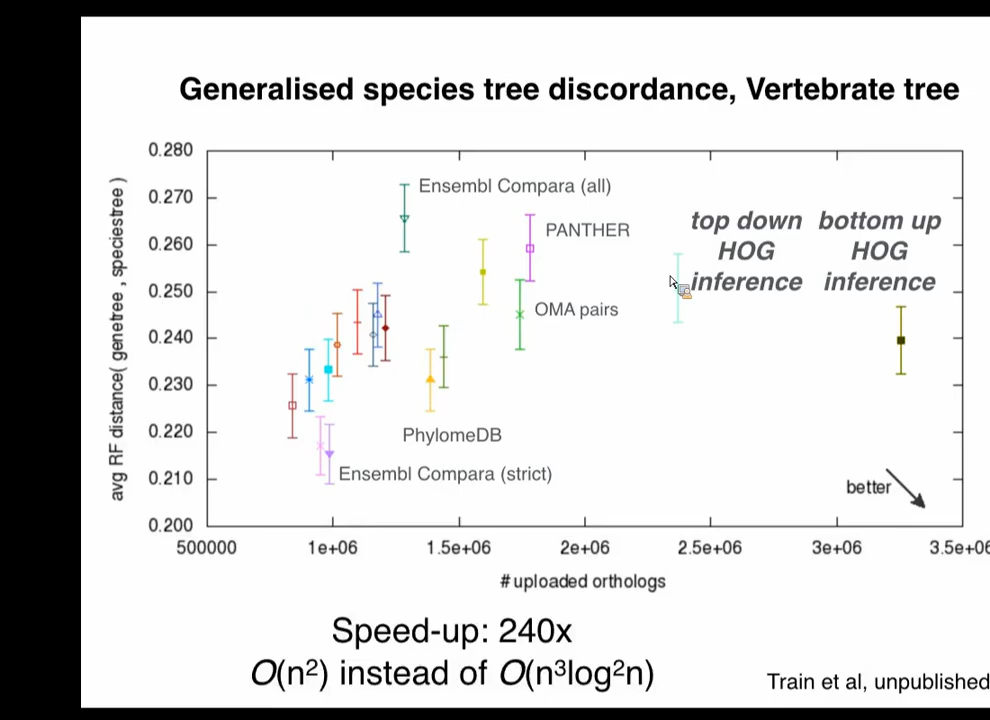 Generalised species tree discordance, Vertebrate tree
avg RF distance( genetree , speciestree )
0.280
0.270
0.260
0.250
0.240
0.230
0.220
0.210
0.200
Ensembl Compara (all)
PANTHER
OMA pairs
top down
HOG
inference
bottom up
HOG
inference
PhylomeDB
Ensembl Compara (strict)
better
500000
1e+06
1.5e+06
2e+06
2.5e+06
3e+06
3.5e+06
# uploaded orthologs
Speed-up: 240x
O(n²) instead of O(n³log²n)
Train et al, unpublished